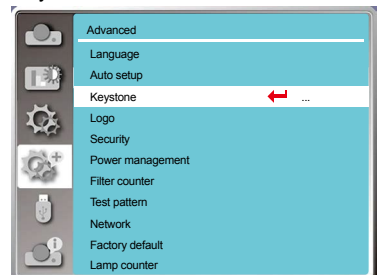 Advanced
Language
Auto setup
Keystone ...
Logo
Security
Power management
Filter counter
Test pattern
Network
Factory default
Lamp counter